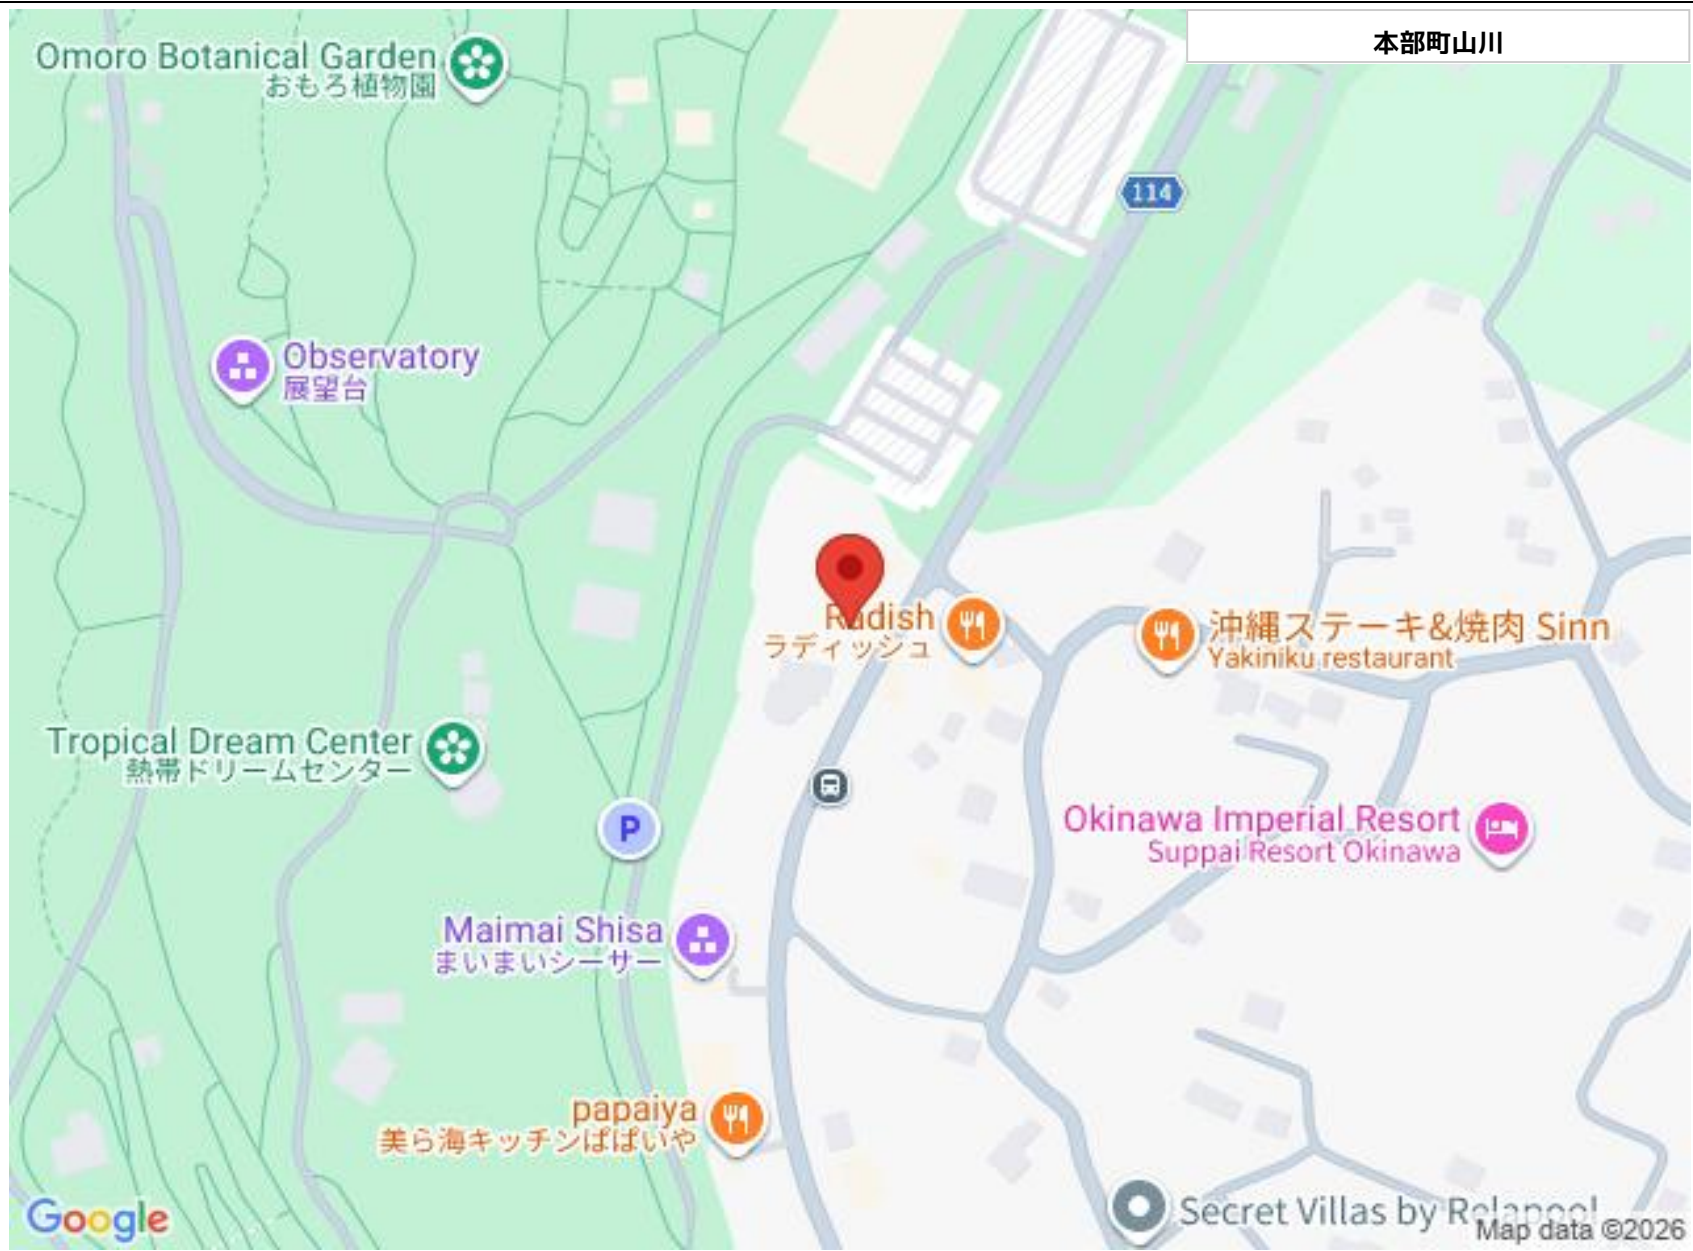 本部町山川
Omoro Botanical Garden
おもろ植物園
114
Observatory
展望台
Radish
ラディッシュ
沖縄ステーキ&焼肉 Sinn
Yakiniku restaurant
Tropical Dream Center
熱帯ドリームセンター
P
Okinawa Imperial Resort
Suppai Resort Okinawa
Maimai Shisa
まいまいシーサー
papaiya
美ら海キッチンぱぱいや
Secret Villas by Relapool
Google
Map data ©2026